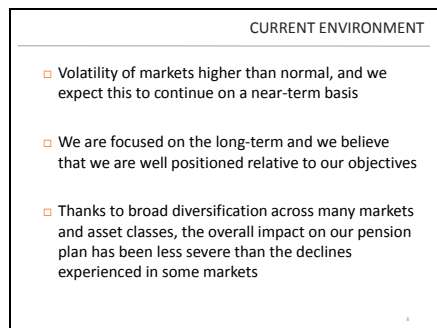 CURRENT ENVIRONMENT
Volatility of markets higher than normal, and we
expect this to continue on a near-term basis
We are focused on the long-term and we believe
that we are well positioned relative to our objectives
Thanks to broad diversification across many markets
and asset classes, the overall impact on our pension
plan has been less severe than the declines
experienced in some markets